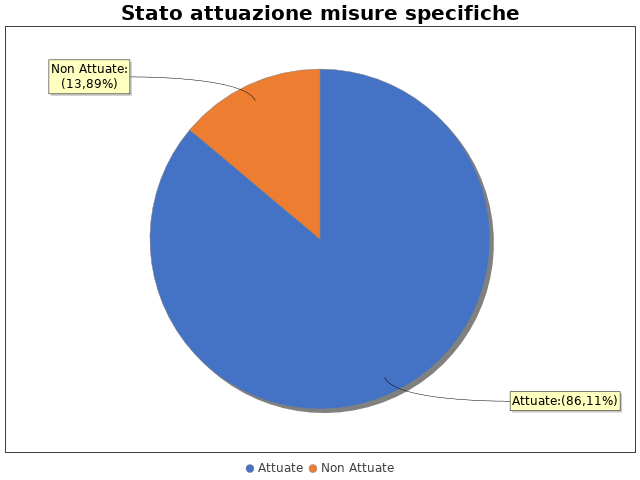 Stato attuazione misure specifiche
Non Attuate:
(13,89%)
Attuate:(86,11%)
Attuate
Non Attuate